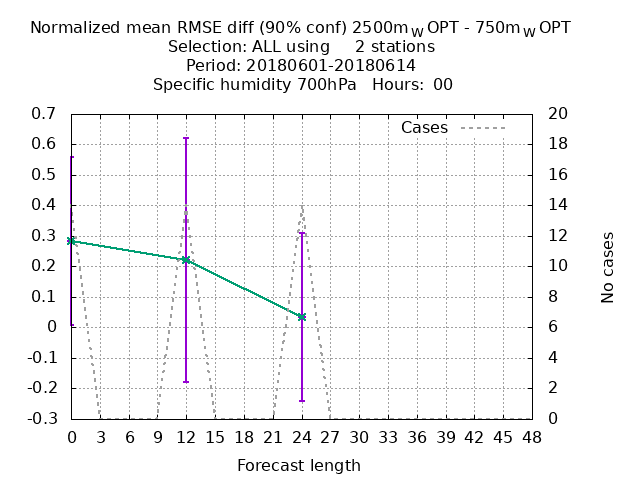 Normalized mean RMSE diff (90% conf) 2500m W OPT - 750m W OPT
Selection: ALL using 2 stations
Period: 20180601-20180614
Specific humidity 700hPa Hours: 00
Cases
0.7
0.6
0.5
0.4
0.3
0.2
0.1
0
-0.1
-0.2
-0.3
20
18
16
14
12
10
8
6
4
2
0
No cases
0 3 6 9 12 15 18 21 24 27 30 33 36 39 42 45 48
Forecast length